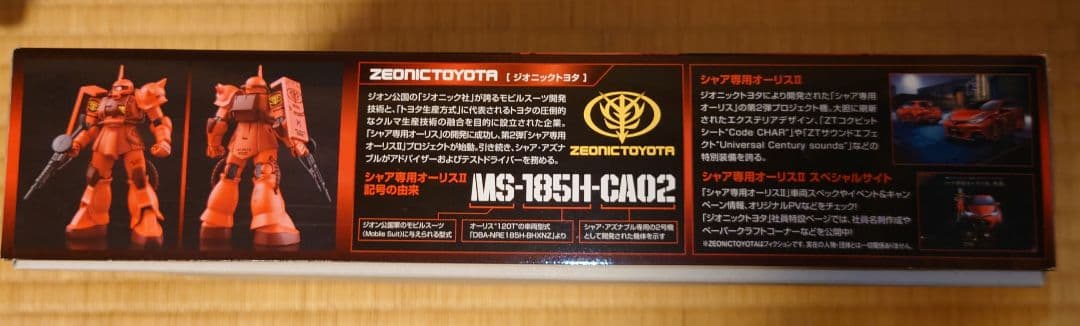 ZEONICTOYOTA [ ジオニックトヨタ ]
ジオン公国の「ジオニック社」が誇るモビルスーツ開発
技術と、「トヨタ生産方式」に代表されるトヨタの圧倒的
なクルマ生産技術の融合を目的に設立された企業。
「シャア専用オーリス」の開発に成功し、第2弾「シャア専用
オーリスⅡ」プロジェクトが始動。引き続き、シャア・アズナ
ブルがアドバイザーおよびテストドライバーを務める。
ZEONICTOYOTA
シャア専用オーリスⅡ
記号の由来
MS-185H-CA02
ジオン公国軍のモビルスーツ
(Mobile Suit)に与えられる型式
オーリス"120T"の車両型式
「DBA-NRE185H-BHXNZ」より
シャア・アズナブル専用の2号機
として開発された機体を示す
シャア専用オーリスⅡ
ジオニックトヨタにより開発された「シャア専用
オーリス」の第2弾プロジェクト機。大胆に刷新
されたエクステリアデザイン、「ZTコクピット
シート"Code CHAR"」や「ZTサウンドエフェ
クト"Universal Century sounds"」などの
特別装備を誇る。
シャア専用オーリスⅡ スペシャルサイト
「シャア専用オーリスⅡ」車両スペックやイベント&キャン
ペーン情報、オリジナルPVなどをチェック!
「ジオニックトヨタ」社員特設ページでは、社員名刺作成や
ペーパークラフトコーナーなどを公開中!
※ZEONICTOYOTAはフィクションです。実在の人物・団体とは一切関係ありません。